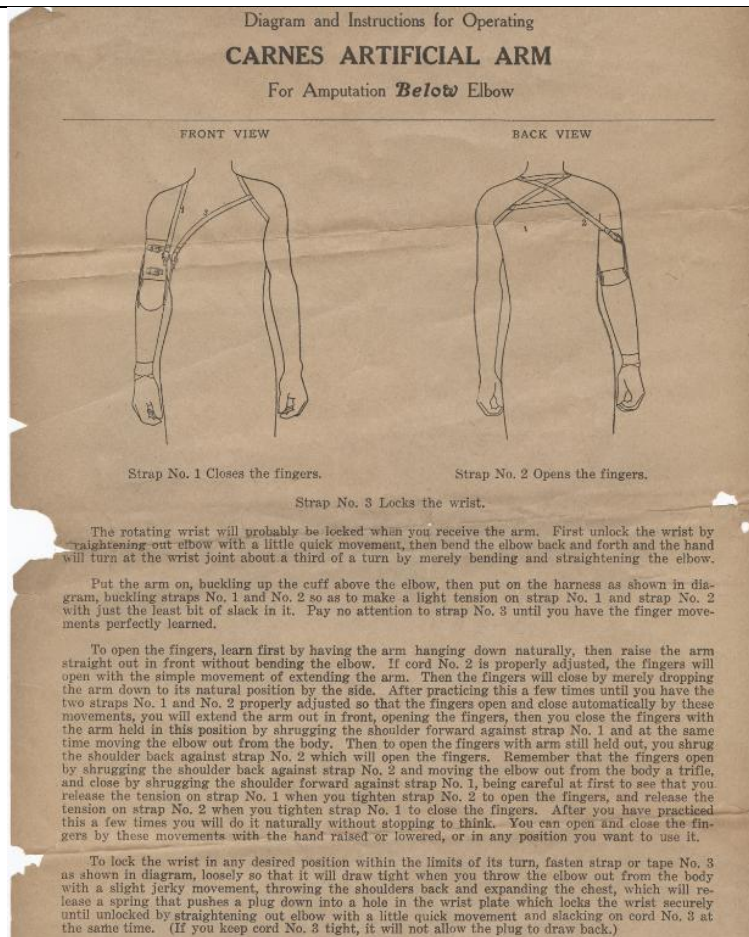 Diagram and Instructions for Operating
CARNES ARTIFICIAL ARM
For Amputation Below Elbow
FRONT VIEW
BACK VIEW
1
2
3
1
2
Strap No. 1 Closes the fingers.
Strap No. 2 Opens the fingers.
Strap No. 3 Locks the wrist.
The rotating wrist will probably be locked when you receive the arm. First unlock the wrist by
raightening out elbow with a little quick movement, then bend the elbow back and forth and the hand
will turn at the wrist joint about a third of a turn by merely bending and straightening the elbow.
Put the arm on, buckling up the cuff above the elbow, then put on the harness as shown in dia-
gram, buckling straps No. 1 and No. 2 so as to make a light tension on strap No. 1 and strap No. 2
with just the least bit of slack in it. Pay no attention to strap No. 3 until you have the finger move-
ments perfectly learned.
To open the fingers, learn first by having the arm hanging down naturally, then raise the arm
straight out in front without bending the elbow. If cord No. 2 is properly adjusted, the fingers will
open with the simple movement of extending the arm. Then the fingers will close by merely dropping
the arm down to its natural position by the side. After practicing this a few times until you have the
two straps No. 1 and No. 2 properly adjusted so that the fingers open and close automatically by these
movements, you will extend the arm out in front, opening the fingers, then you close the fingers with
the arm held in this position by shrugging the shoulder forward against strap No. 1 and at the same
time moving the elbow out from the body. Then to open the fingers with arm still held out, you shrug
the shoulder back against strap No. 2 which will open the fingers. Remember that the fingers open
by shrugging the shoulder back against strap No. 2 and moving the elbow out from the body a trifle,
and close by shrugging the shoulder forward against strap No. 1, being careful at first to see that you
release the tension on strap No. 1 when you tighten strap No. 2 to open the fingers, and release the
tension on strap No. 2 when you tighten strap No. 1 to close the fingers. After you have practiced
this a few times you will do it naturally without stopping to think. You can open and close the fin-
gers by these movements with the hand raised or lowered, or in any position you want to use it.
To lock the wrist in any desired position within the limits of its turn, fasten strap or tape No. 3
as shown in diagram, loosely so that it will draw tight when you throw the elbow out from the body
with a slight jerky movement, throwing the shoulders back and expanding the chest, which will re-
lease a spring that pushes a plug down into a hole in the wrist plate which locks the wrist securely
until unlocked by straightening out elbow with a little quick movement and slacking on cord No. 3 at
the same time. (If you keep cord No. 3 tight, it will not allow the plug to draw back.)